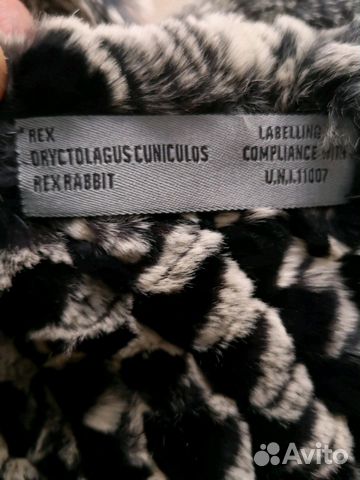 REX
ORYCTOLAGUS CUNICULOS
REX RABBIT
LABELLING
COMPLIANCE WITH
U.N.I.11007
Avito